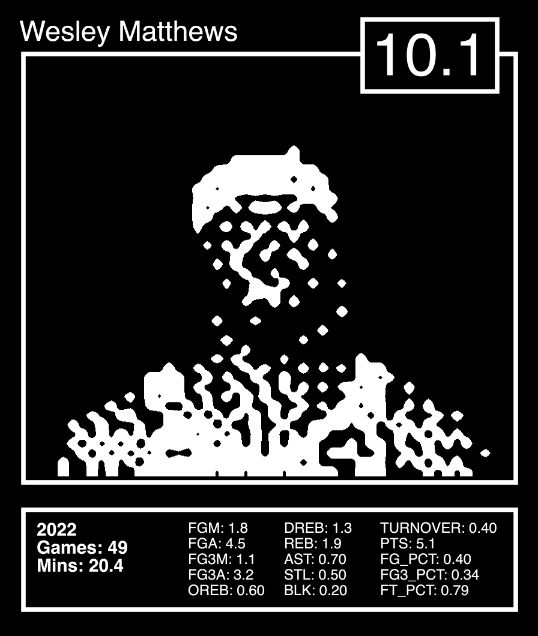 Wesley Matthews
10.1
2022
Games: 49
Mins: 20.4
FGM: 1.8
FGA: 4.5
FG3M: 1.1
FG3A: 3.2
OREB: 0.60
DREB: 1.3
REB: 1.9
AST: 0.70
STL: 0.50
BLK: 0.20
TURNOVER: 0.40
PTS: 5.1
FG_PCT: 0.40
FG3_PCT: 0.34
FT_PCT: 0.79